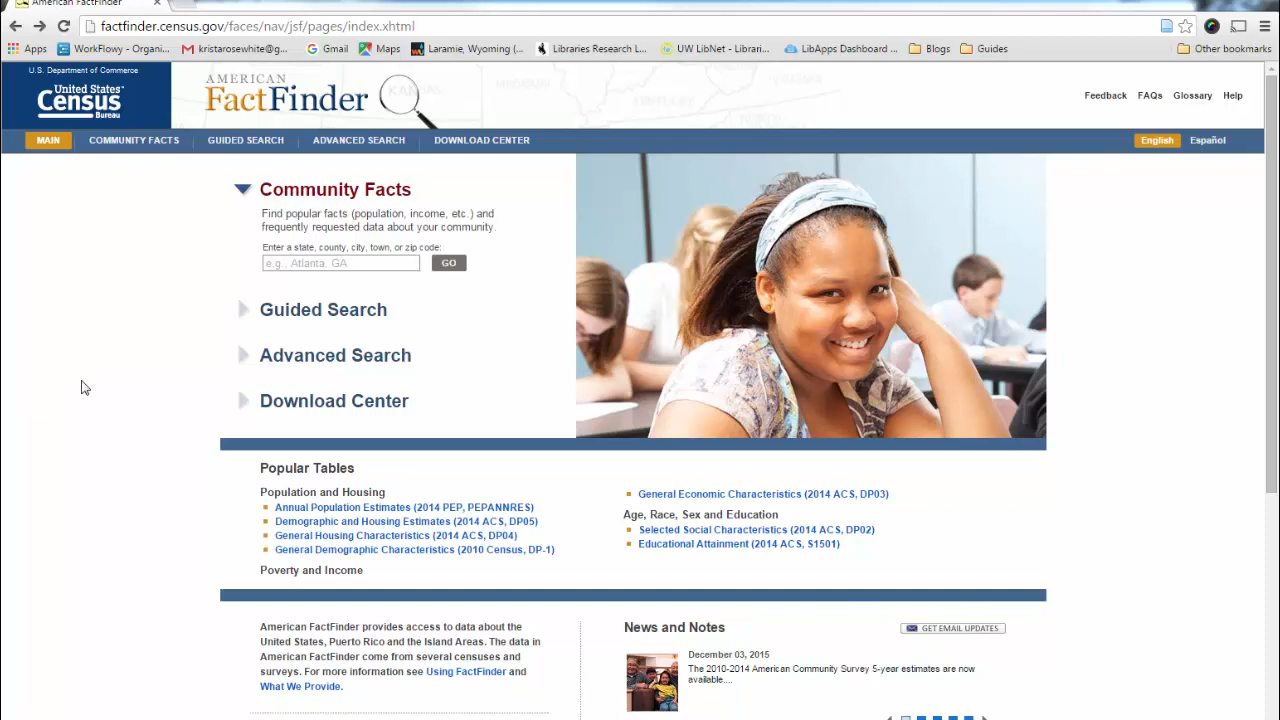 American FactFinder
factfinder.census.gov/faces/nav/jsf/pages/index.xhtml
Apps
WorkFlowy - Organi...
kristarosewhite@g...
Gmail
Maps
Laramie, Wyoming (...
Libraries Research L...
UW LibNet - Librari...
LibApps Dashboard ...
Blogs
Guides
Other bookmarks
U.S. Department of Commerce
United States™
Census
Bureau
AMERICAN
FactFinder
KANSAS
MISSOURI
KENTUCKY
Feedback
FAQs
Glossary
Help
MAIN
COMMUNITY FACTS
GUIDED SEARCH
ADVANCED SEARCH
DOWNLOAD CENTER
English
Español
Community Facts
Find popular facts (population, income, etc.) and
frequently requested data about your community.
Enter a state, county, city, town, or zip code:
e.g., Atlanta, GA
GO
Guided Search
Advanced Search
Download Center
Popular Tables
Population and Housing
Annual Population Estimates (2014 PEP, PEPANNRES)
Demographic and Housing Estimates (2014 ACS, DP05)
General Housing Characteristics (2014 ACS, DP04)
General Demographic Characteristics (2010 Census, DP-1)
Poverty and Income
General Economic Characteristics (2014 ACS, DP03)
Age, Race, Sex and Education
Selected Social Characteristics (2014 ACS, DP02)
Educational Attainment (2014 ACS, S1501)
American FactFinder provides access to data about the
United States, Puerto Rico and the Island Areas. The data in
American FactFinder come from several censuses and
surveys. For more information see Using FactFinder and
What We Provide.
News and Notes
GET EMAIL UPDATES
December 03, 2015
The 2010-2014 American Community Survey 5-year estimates are now
available....